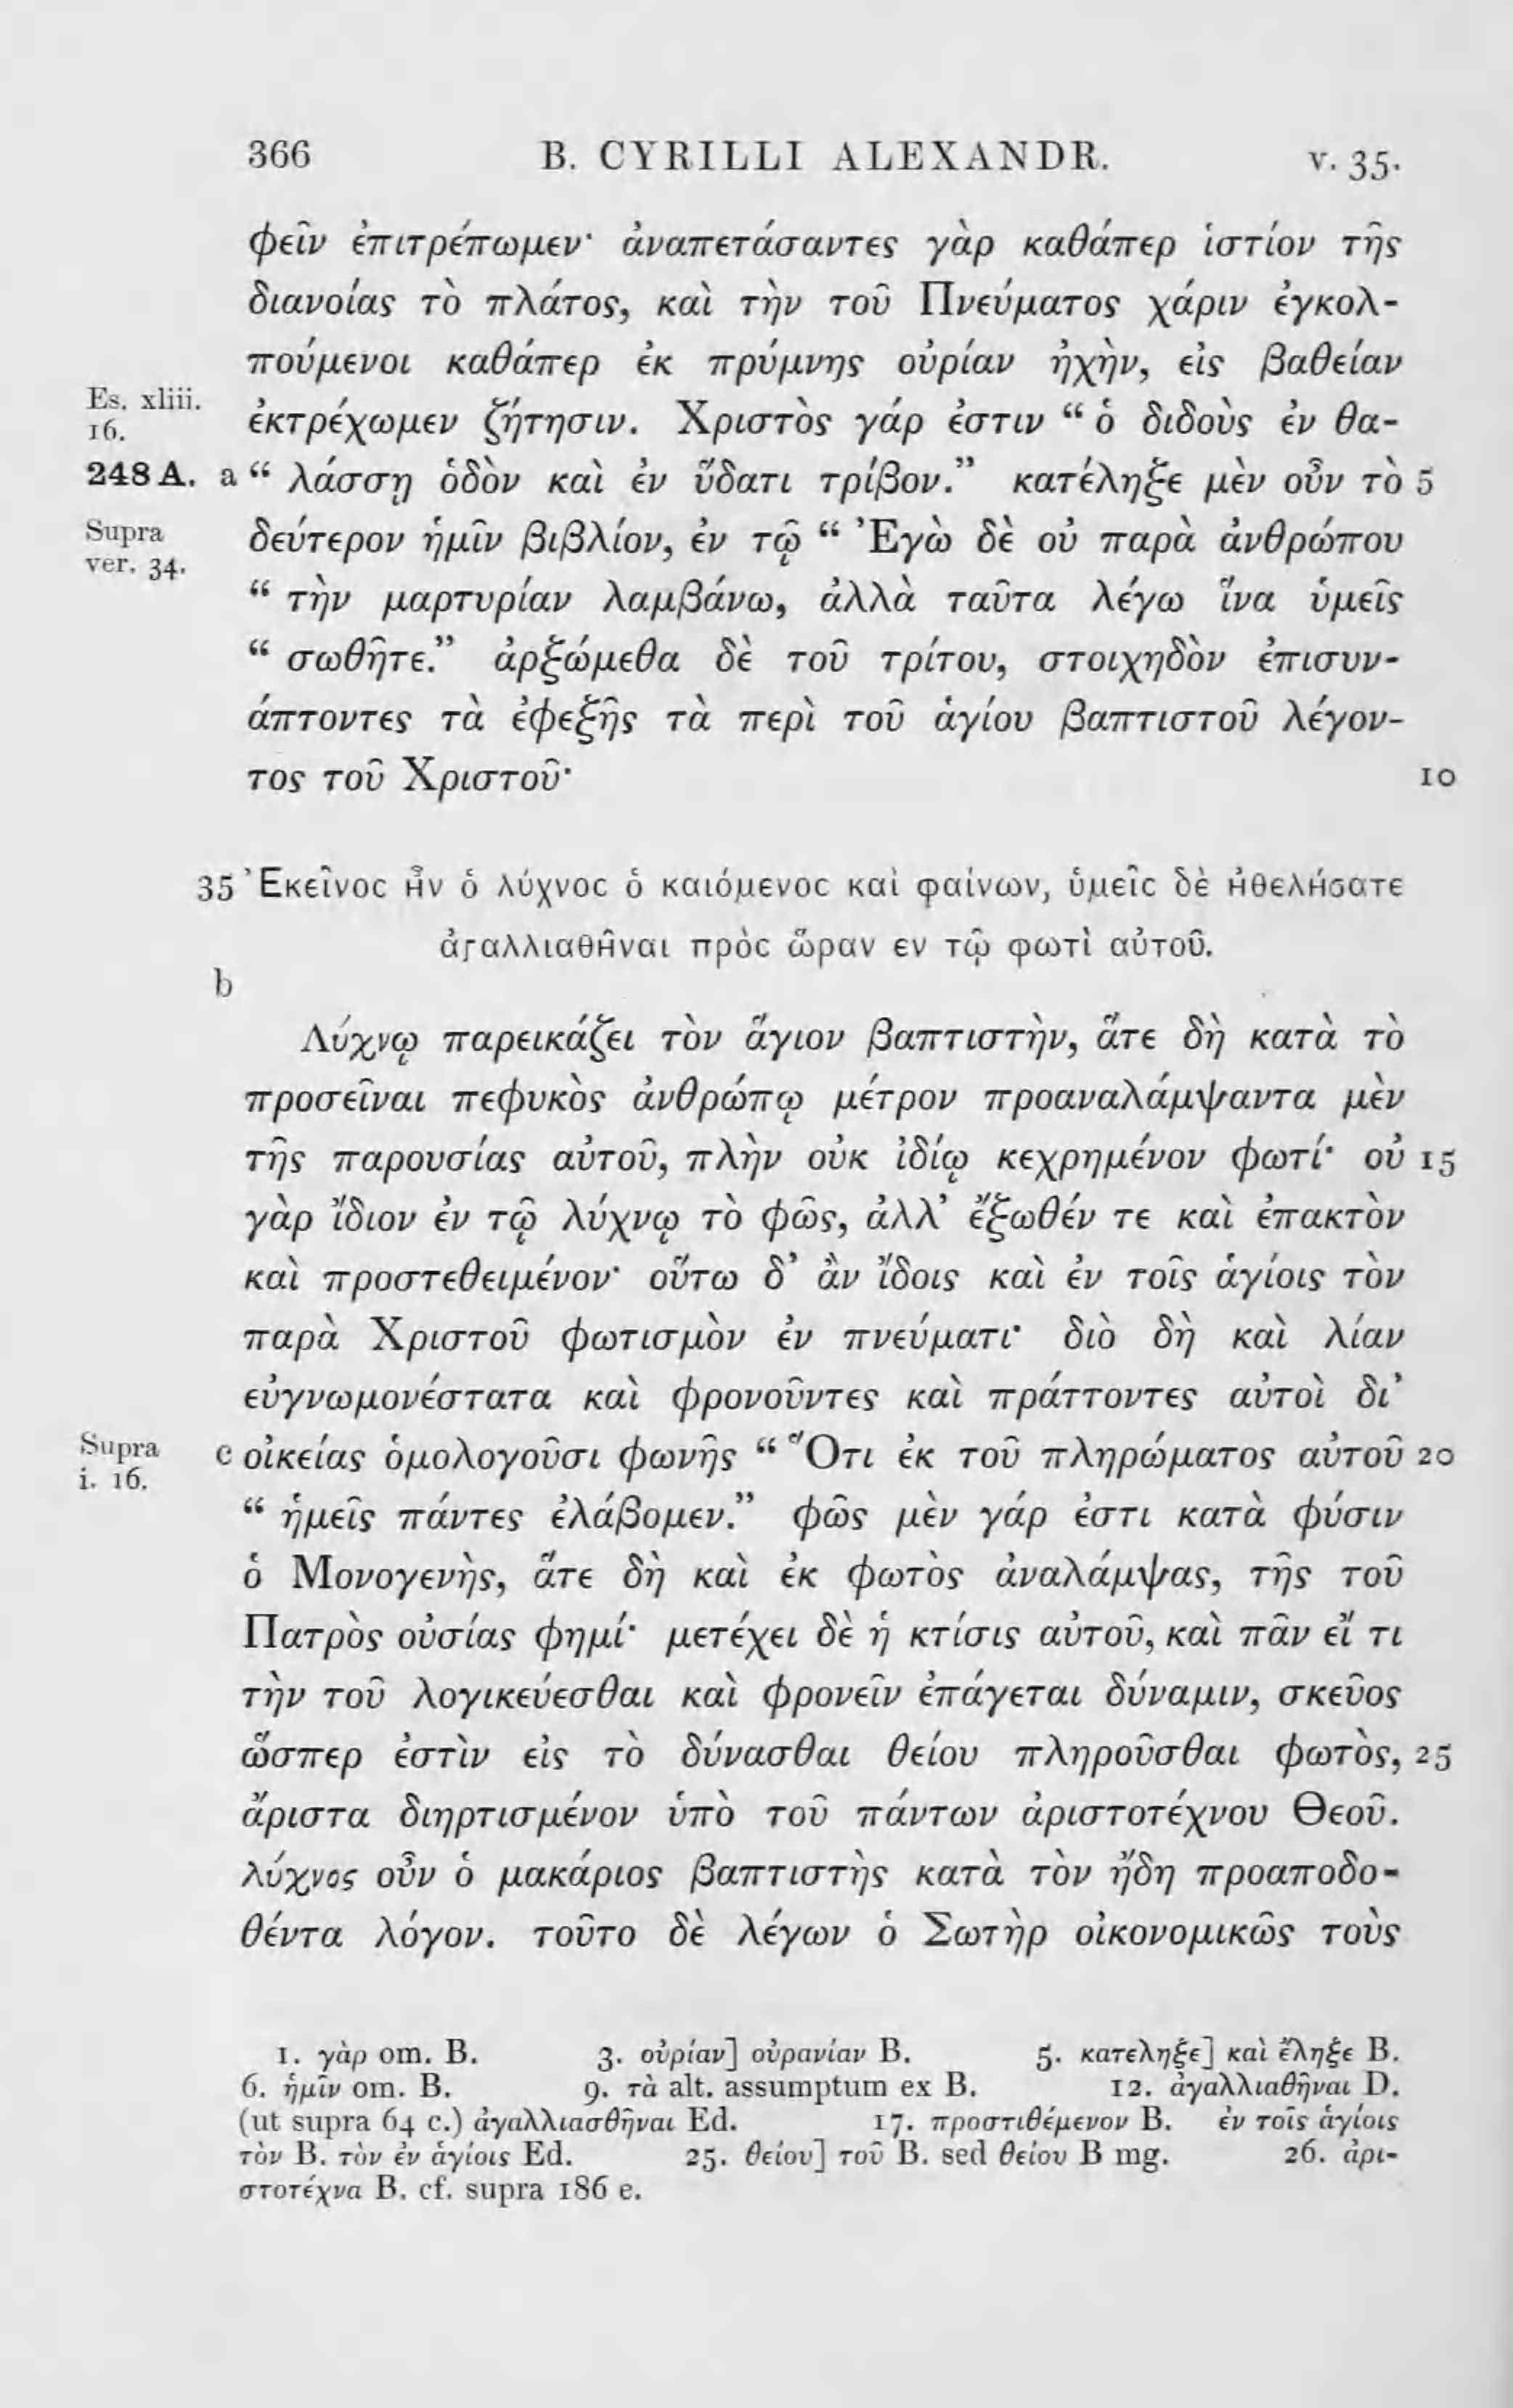 366 B. CYRILLI ALEXANDR. v. 35.
φεῖν ἐπιτρέπωμεν· ἀναπετάσαντες γὰρ καθάπερ ἱστίον τῆς
διανοίας τὸ πλάτος, καὶ τὴν τοῦ Πνεύματος χάριν ἐγκολ-
πούμενοι καθάπερ ἐκ πρύμνης οὐρίαν ἠχὴν, εἰς βαθείαν
Es. xliii. 16. ἐκτρέχωμεν ζήτησιν. Χριστὸς γάρ ἐστιν “ ὁ διδοὺς ἐν θα-
248 A. a “ λάσσῃ ὁδὸν καὶ ἐν ὕδατι τρίβον.” κατέληξε μὲν οὖν τὸ 5
Supra ver. 34. δεύτερον ἡμῖν βιβλίον, ἐν τῷ “ Ἐγὼ δὲ οὐ παρὰ ἀνθρώπου
“ τὴν μαρτυρίαν λαμβάνω, ἀλλὰ ταῦτα λέγω ἵνα ὑμεῖς
“ σωθῆτε.” ἀρξώμεθα δὲ τοῦ τρίτου, στοιχηδὸν ἐπισυν-
άπτοντες τὰ ἐφεξῆς τὰ περὶ τοῦ ἁγίου βαπτιστοῦ λέγον-
τος τοῦ Χριστοῦ· 10
35 Ἐκεῖνος ἦν ὁ λύχνος ὁ καιόμενος καὶ φαίνων, ὑμεῖς δὲ ἠθελήσατε
ἀγαλλιαθῆναι πρὸς ὥραν εν τῷ φωτὶ αὐτοῦ.
b
Λύχνῳ παρεικάζει τὸν ἅγιον βαπτιστὴν, ἅτε δὴ κατὰ τὸ
προσεῖναι πεφυκὸς ἀνθρώπῳ μέτρον προαναλάμψαντα μὲν
τῆς παρουσίας αὐτοῦ, πλὴν οὐκ ἰδίῳ κεχρημένον φωτί· οὐ 15
γὰρ ἴδιον ἐν τῷ λύχνῳ τὸ φῶς, ἀλλ’ ἔξωθέν τε καὶ ἐπακτὸν
καὶ προστεθειμένον· οὕτω δ’ ἂν ἴδοις καὶ ἐν τοῖς ἁγίοις τὸν
παρὰ Χριστοῦ φωτισμὸν ἐν πνεύματι· διὸ δὴ καὶ λίαν
εὐγνωμονέστατα καὶ φρονοῦντες καὶ πράττοντες αὐτοὶ δι’
Supra i. 16. c οἰκείας ὁμολογοῦσι φωνῆς “ Ὅτι ἐκ τοῦ πληρώματος αὐτοῦ 20
“ ἡμεῖς πάντες ἐλάβομεν.” φῶς μὲν γάρ ἐστι κατὰ φύσιν
ὁ Μονογενὴς, ἅτε δὴ καὶ ἐκ φωτὸς ἀναλάμψας, τῆς τοῦ
Πατρὸς οὐσίας φημί· μετέχει δὲ ἡ κτίσις αὐτοῦ, καὶ πᾶν εἴ τι
τὴν τοῦ λογικεύεσθαι καὶ φρονεῖν ἐπάγεται δύναμιν, σκεῦος
ὥσπερ ἐστὶν εἰς τὸ δύνασθαι θείου πληροῦσθαι φωτὸς, 25
ἄριστα διηρτισμένον ὑπὸ τοῦ πάντων ἀριστοτέχνου Θεοῦ.
λύχνος οὖν ὁ μακάριος βαπτιστὴς κατὰ τὸν ἤδη προαποδο-
θέντα λόγον. τοῦτο δὲ λέγων ὁ Σωτὴρ οἰκονομικῶς τοὺς
1. γὰρ om. B. 3. οὐρίαν] οὐρανίαν B. 5. κατεληξε] καὶ ἔληξε B.
6. ἡμῖν om. B. 9. τὰ alt. assumptum ex B. 12. ἀγαλλιαθῆναι D.
(ut supra 64 c.) ἀγαλλιασθῆναι Ed. 17. προστιθέμενον B. ἐν τοῖς ἁγίοις
τὸν B. τὸν ἐν ἁγίοις Ed. 25. θείου] τοῦ B. sed θείου B mg. 26. ἀρι-
στοτέχνα B. cf. supra 186 e.